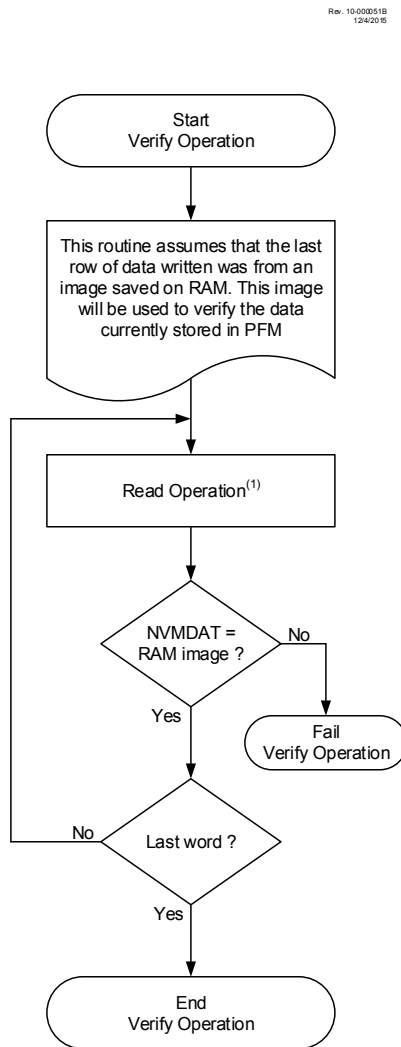 Rev. 10-000051B
12/4/2015
Start
Verify Operation
This routine assumes that the last
row of data written was from an
image saved on RAM. This image
will be used to verify the data
currently stored in PFM
Read Operation(1)
NVMDAT =
RAM image ?
No
Yes
Fail
Verify Operation
Last word ?
No
Yes
End
Verify Operation